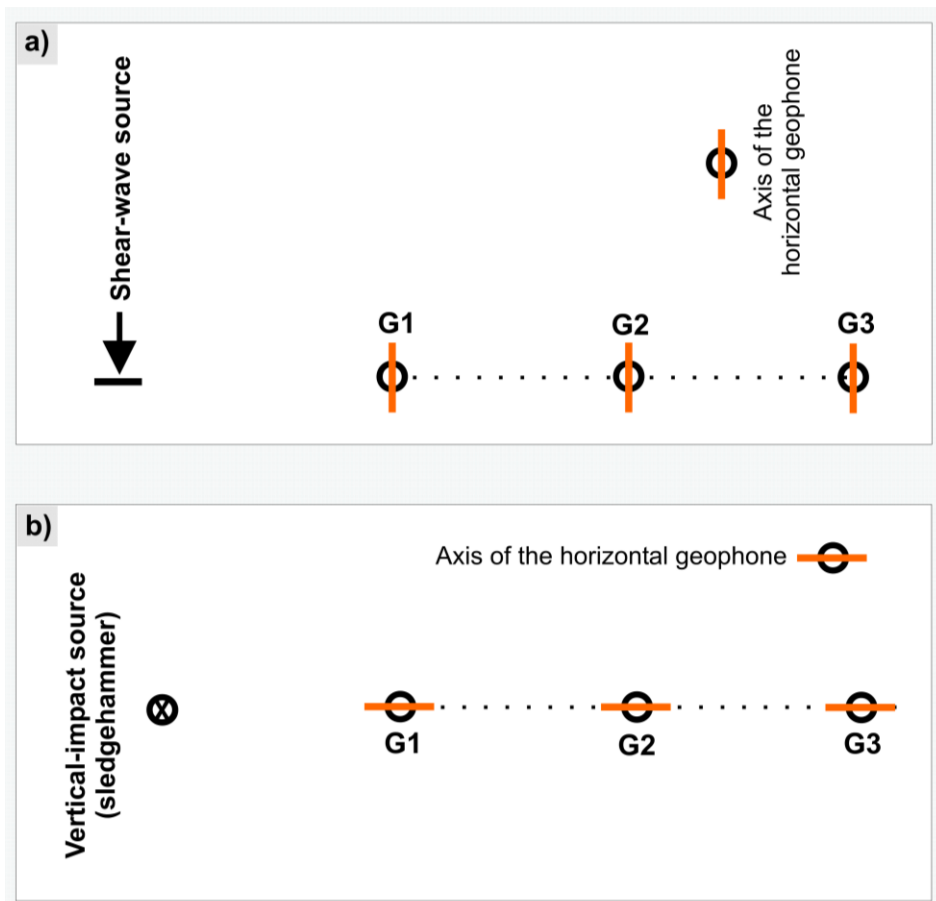 a)
Shear-wave source
Axis of the
horizontal geophone
G1
G2
G3
b)
Axis of the horizontal geophone
Vertical-impact source
(sledgehammer)
G1
G2
G3